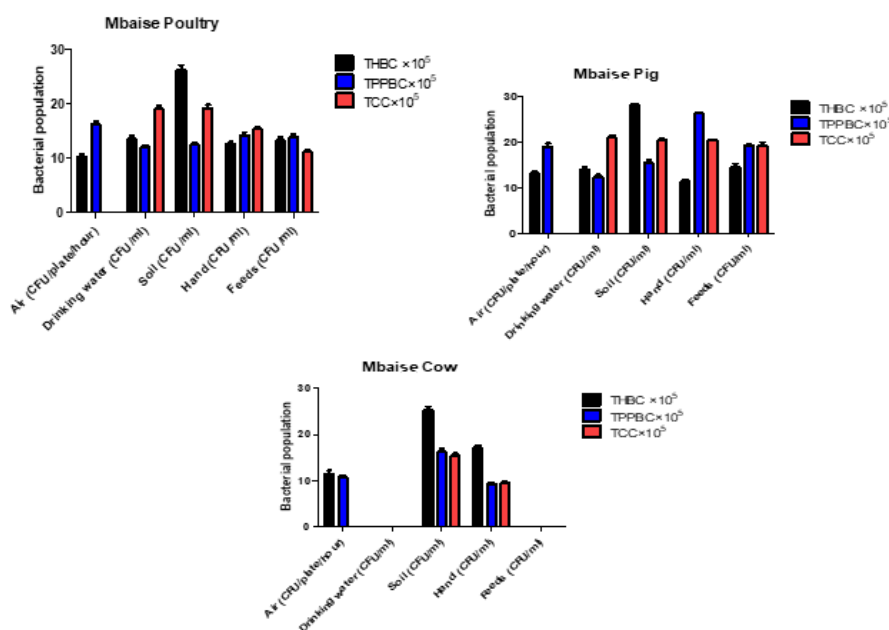 Mbaise Poultry
30
20
10
0
Bacterial population
THBC ×10⁵
TPPBC×10⁵
TCC×10⁵
Air (CFU/plate/hour)
Drinking water (CFU/ml)
Soil (CFU/ml)
Hand (CFU/ml)
Feeds (CFU/ml)
Mbaise Pig
30
20
10
0
Bacterial population
THBC ×10⁵
TPPBC×10⁵
TCC×10⁵
Air (CFU/plate/hour)
Drinking water (CFU/ml)
Soil (CFU/ml)
Hand (CFU/ml)
Feeds (CFU/ml)
Mbaise Cow
30
20
10
0
Bacterial population
THBC ×10⁵
TPPBC×10⁵
TCC×10⁵
Air (CFU/plate/hour)
Drinking water (CFU/ml)
Soil (CFU/ml)
Hand (CFU/ml)
Feeds (CFU/ml)